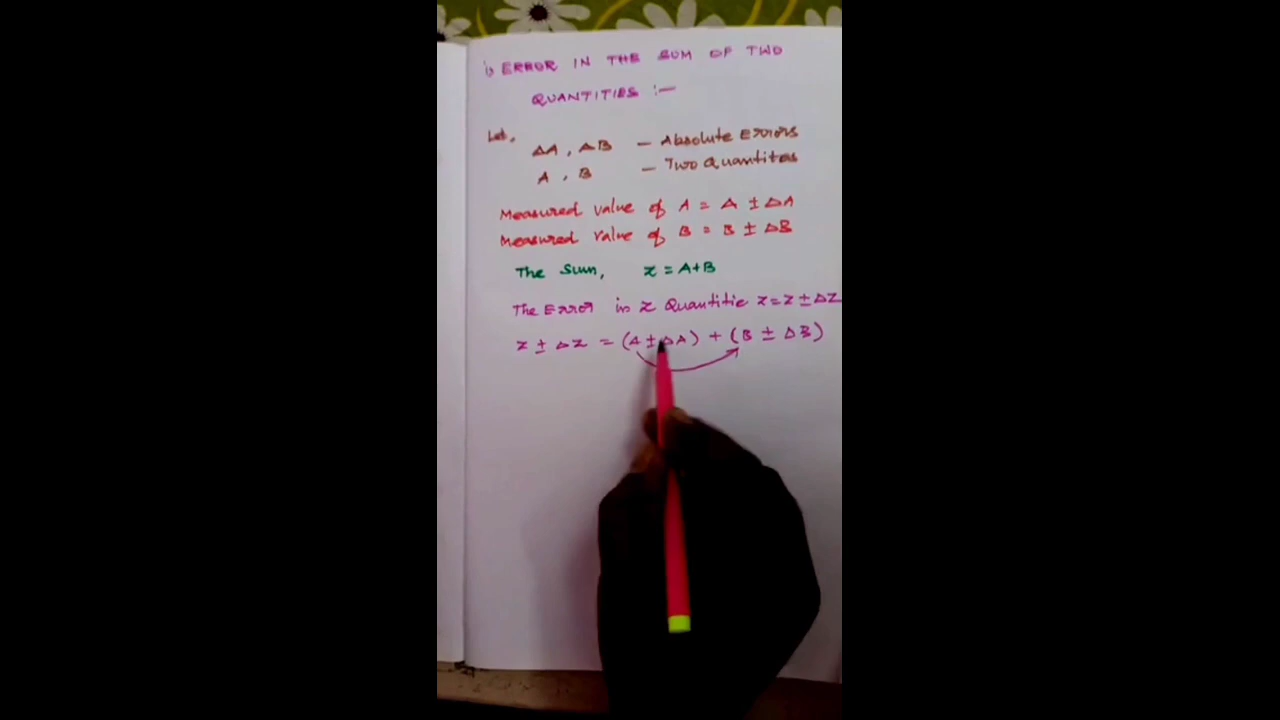 i) ERROR IN THE SUM OF TWO
QUANTITIES :-
Let,
ΔA, ΔB - Absolute Errors
A, B - Two Quantites
Measured value of A = A ± ΔA
Measured value of B = B ± ΔB
The Sum, Z = A+B
The Error in Z Quantitie Z = Z ± ΔZ
Z ± ΔZ = (A ± ΔA) + (B ± ΔB)